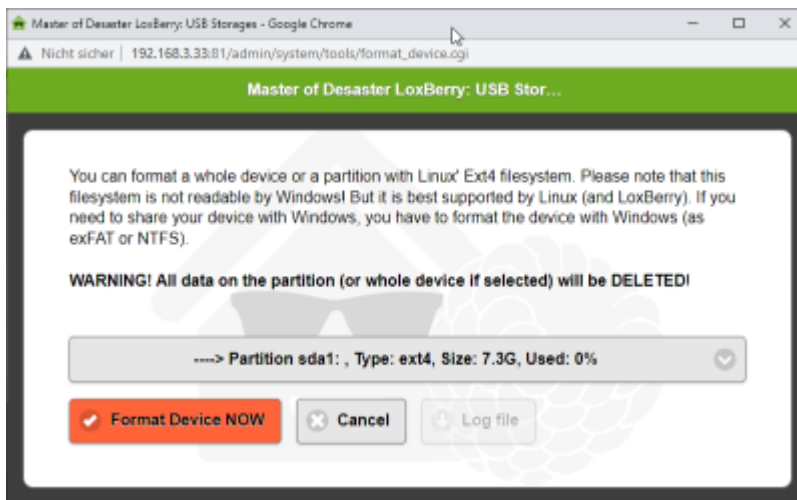 Master of Desaster LoxBerry: USB Storages - Google Chrome
Nicht sicher | 192.168.3.33:81/admin/system/tools/format_device.cgi
Master of Desaster LoxBerry: USB Stor...
You can format a whole device or a partition with Linux' Ext4 filesystem. Please note that this
filesystem is not readable by Windows! But it is best supported by Linux (and LoxBerry). If you
need to share your device with Windows, you have to format the device with Windows (as
exFAT or NTFS).
WARNING! All data on the partition (or whole device if selected) will be DELETED!
----> Partition sda1: , Type: ext4, Size: 7.3G, Used: 0%
Format Device NOW
Cancel
Log file